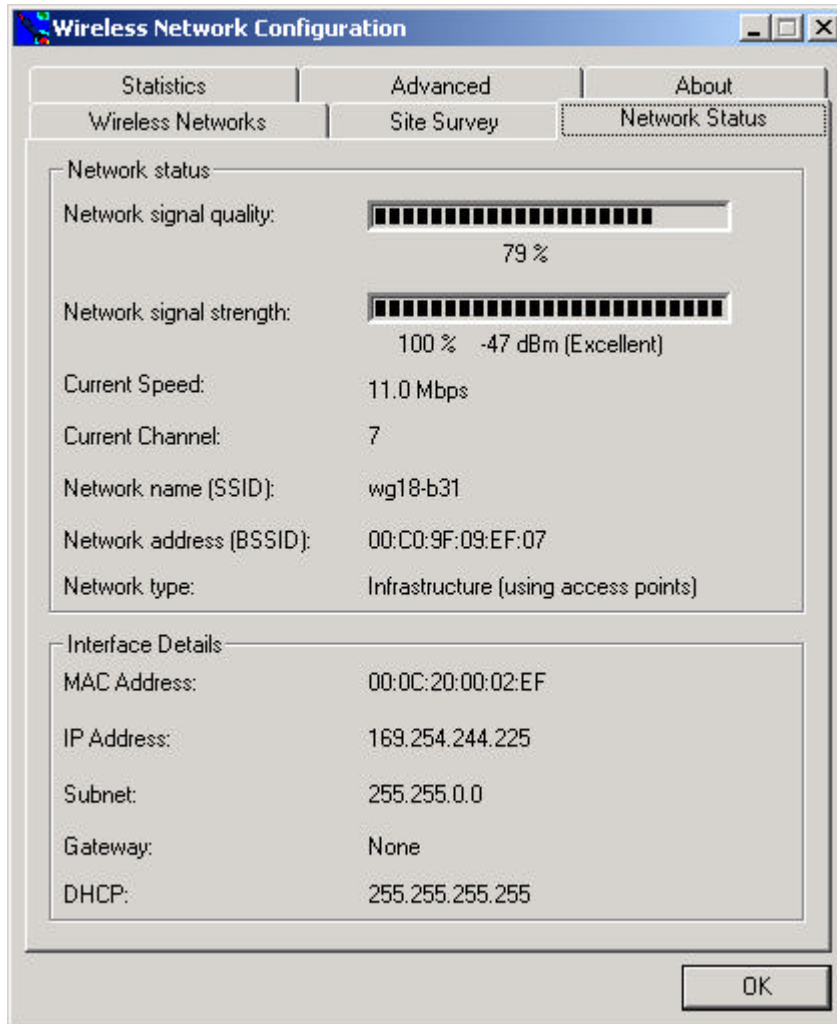 Wireless Network Configuration
Statistics Advanced About
Wireless Networks Site Survey Network Status
Network status
Network signal quality:
79 %
Network signal strength:
100 % -47 dBm (Excellent)
Current Speed: 11.0 Mbps
Current Channel: 7
Network name (SSID): wg18-b31
Network address (BSSID): 00:C0:9F:09:EF:07
Network type: Infrastructure (using access points)
Interface Details
MAC Address: 00:0C:20:00:02:EF
IP Address: 169.254.244.225
Subnet: 255.255.0.0
Gateway: None
DHCP: 255.255.255.255
OK